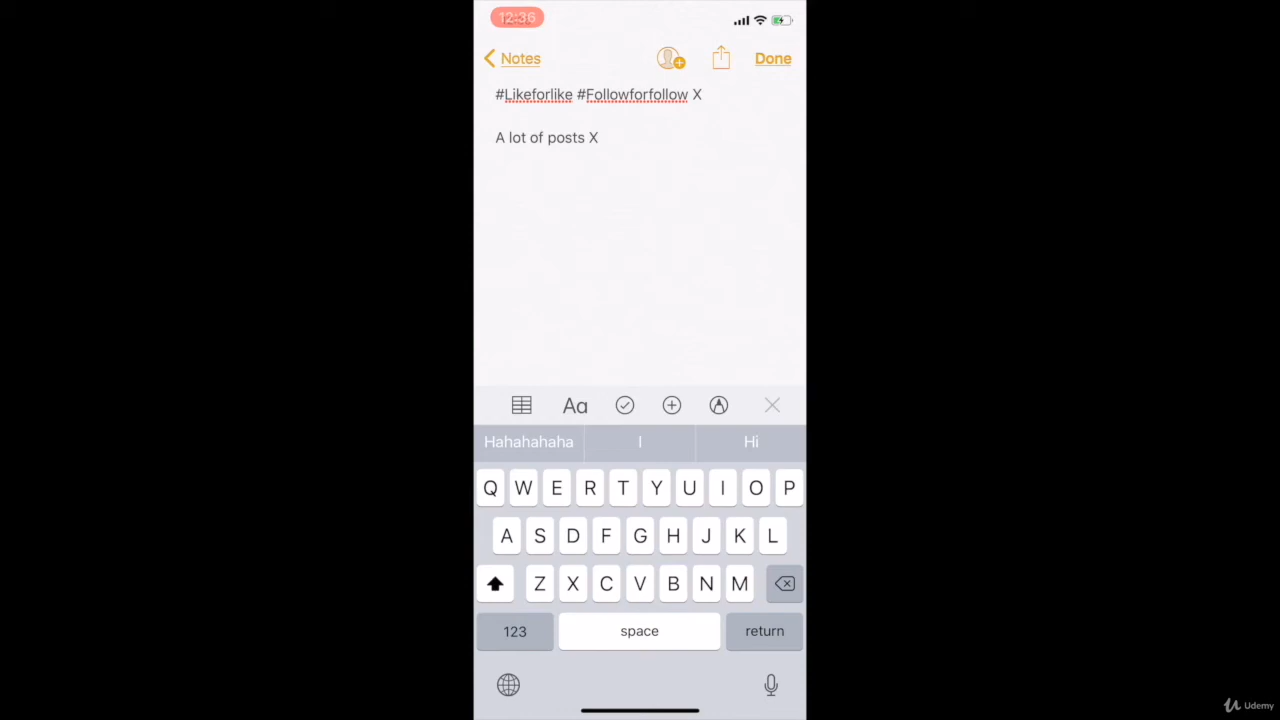 12:36
Notes
Done
#Likeforlike #Followforfollow X
A lot of posts X
Aa
Hahahahaha I Hi
Q W E R T Y U I O P
A S D F G H J K L
Z X C V B N M
123 space return
Udemy